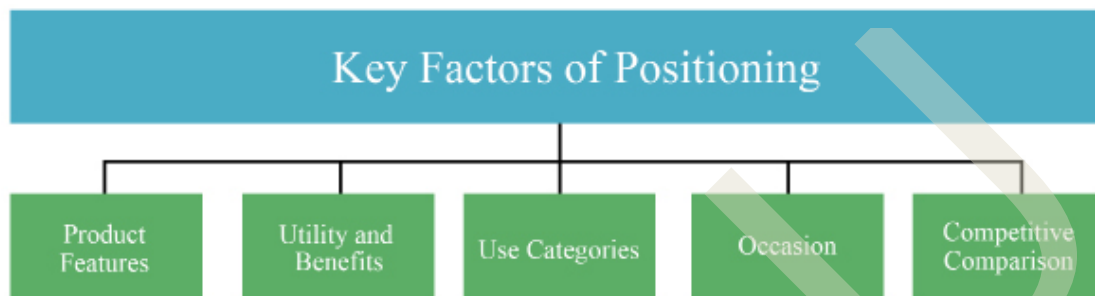 Key Factors of Positioning
Product
Features
Utility and
Benefits
Use Categories
Occasion
Competitive
Comparison